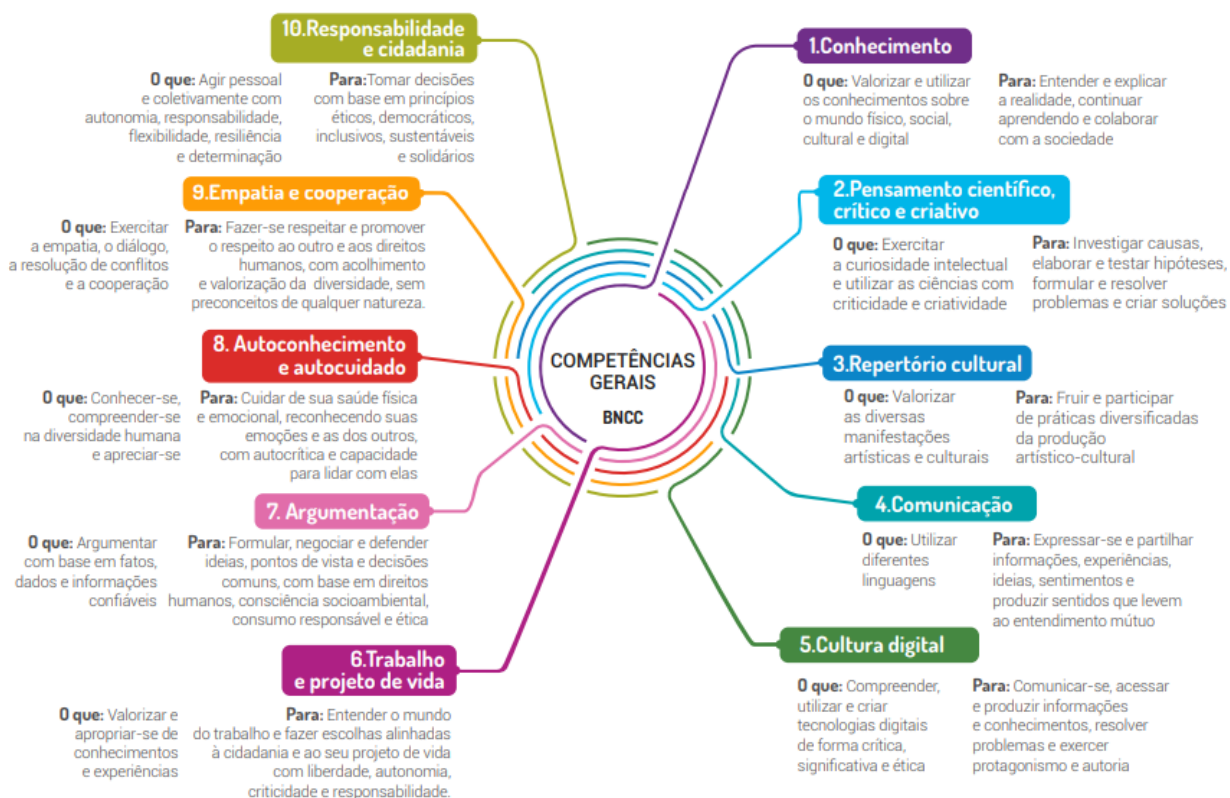 COMPETÊNCIAS
GERAIS
BNCC
1.Conhecimento
O que: Valorizar e utilizar
os conhecimentos sobre
o mundo físico, social,
cultural e digital
Para: Entender e explicar
a realidade, continuar
aprendendo e colaborar
com a sociedade
2.Pensamento científico,
crítico e criativo
O que: Exercitar
a curiosidade intelectual
e utilizar as ciências com
criticidade e criatividade
Para: Investigar causas,
elaborar e testar hipóteses,
formular e resolver
problemas e criar soluções
3.Repertório cultural
O que: Valorizar
as diversas
manifestações
artísticas e culturais
Para: Fruir e participar
de práticas diversificadas
da produção
artístico-cultural
4.Comunicação
O que: Utilizar
diferentes
linguagens
Para: Expressar-se e partilhar
informações, experiências,
ideias, sentimentos e
produzir sentidos que levem
ao entendimento mútuo
5.Cultura digital
O que: Compreender,
utilizar e criar
tecnologias digitais
de forma crítica,
significativa e ética
Para: Comunicar-se, acessar
e produzir informações
e conhecimentos, resolver
problemas e exercer
protagonismo e autoria
6.Trabalho
e projeto de vida
O que: Valorizar e
apropriar-se de
conhecimentos
e experiências
Para: Entender o mundo
do trabalho e fazer escolhas alinhadas
à cidadania e ao seu projeto de vida
com liberdade, autonomia,
criticidade e responsabilidade.
7. Argumentação
O que: Argumentar
com base em fatos,
dados e informações
confiáveis
Para: Formular, negociar e defender
ideias, pontos de vista e decisões
comuns, com base em direitos
humanos, consciência socioambiental,
consumo responsável e ética
8. Autoconhecimento
e autocuidado
O que: Conhecer-se,
compreender-se
na diversidade humana
e apreciar-se
Para: Cuidar de sua saúde física
e emocional, reconhecendo suas
emoções e as dos outros,
com autocrítica e capacidade
para lidar com elas
9.Empatia e cooperação
O que: Exercitar
a empatia, o diálogo,
a resolução de conflitos
e a cooperação
Para: Fazer-se respeitar e promover
o respeito ao outro e aos direitos
humanos, com acolhimento
e valorização da diversidade, sem
preconceitos de qualquer natureza.
10.Responsabilidade
e cidadania
O que: Agir pessoal
e coletivamente com
autonomia, responsabilidade,
flexibilidade, resiliência
e determinação
Para:Tomar decisões
com base em princípios
éticos, democráticos,
inclusivos, sustentáveis
e solidários